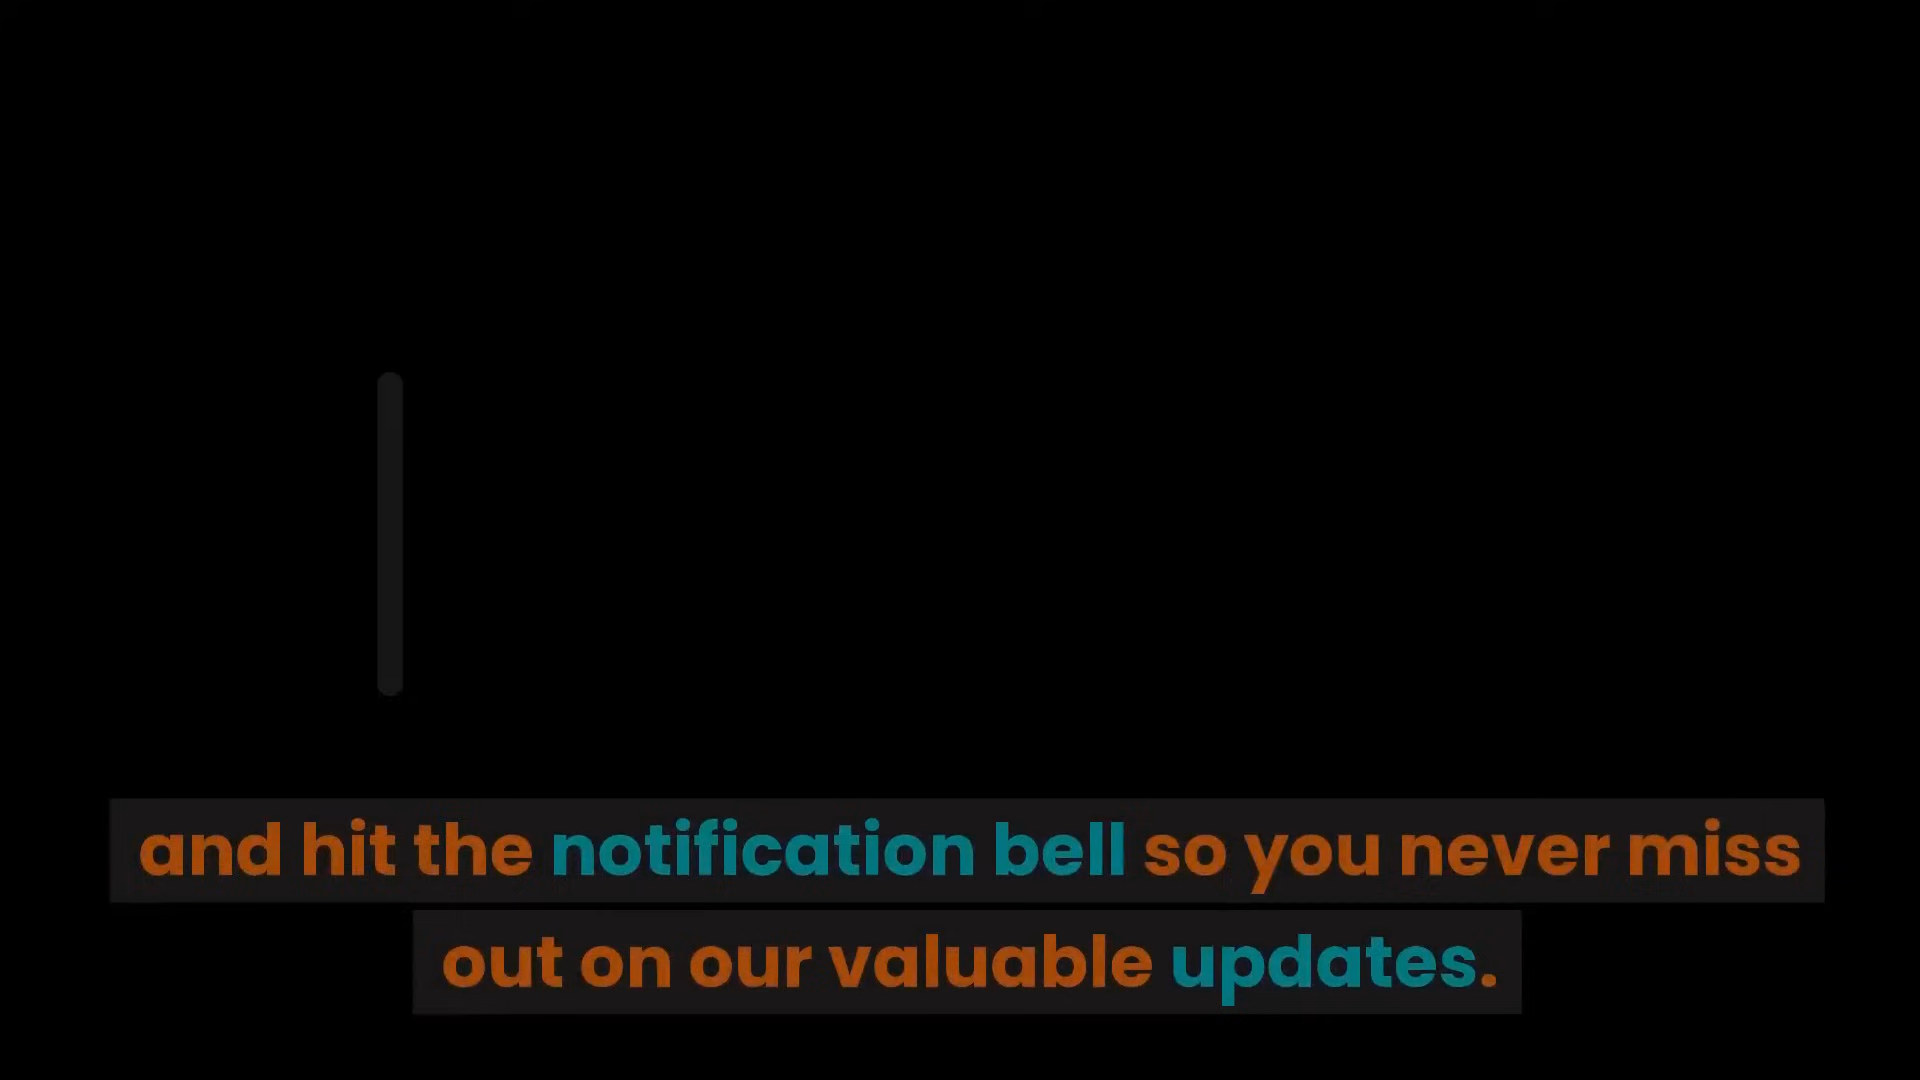 and hit the notification bell so you never miss
out on our valuable updates.